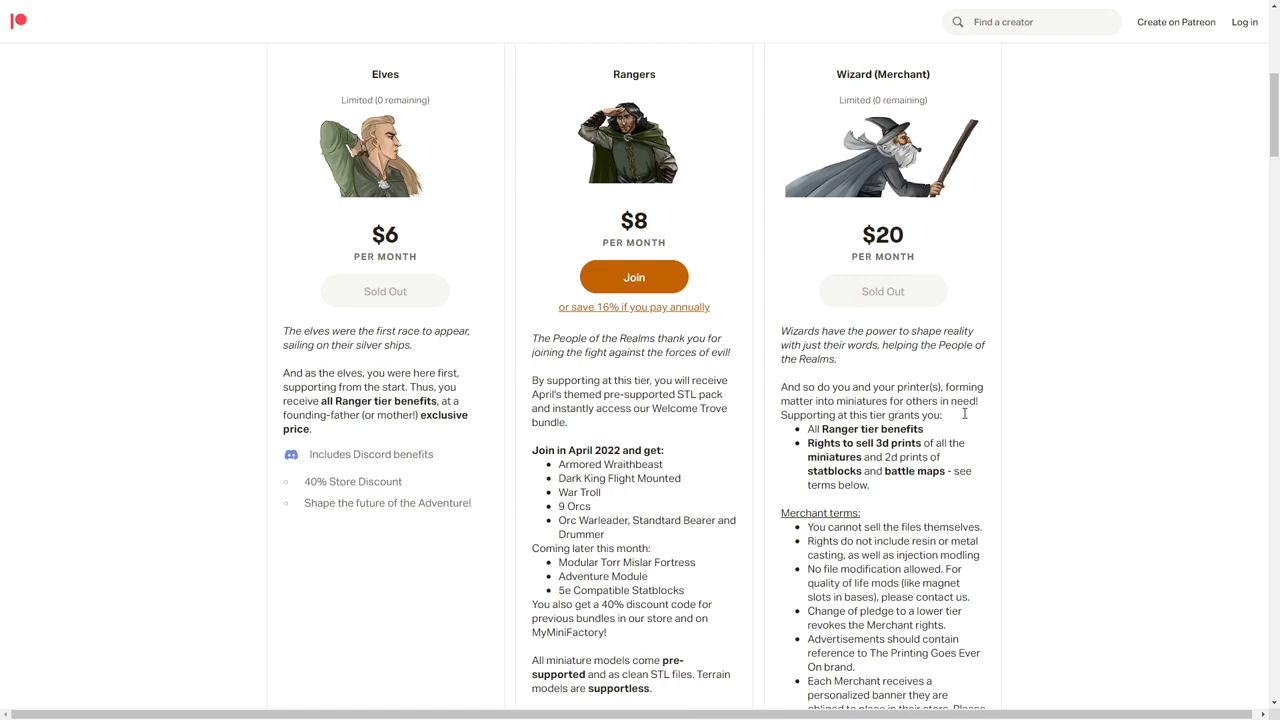 Find a creator
Create on Patreon
Log in
Elves
Limited (0 remaining)
$6
PER MONTH
Sold Out
The elves were the first race to appear,
sailing on their silver ships.
And as the elves, you were here first,
supporting from the start. Thus, you
receive all Ranger tier benefits, at a
founding-father (or mother!) exclusive
price.
Includes Discord benefits
40% Store Discount
Shape the future of the Adventure!
Rangers
$8
PER MONTH
Join
or save 16% if you pay annually
The People of the Realms thank you for
joining the fight against the forces of evil!
By supporting at this tier, you will receive
April's themed pre-supported STL pack
and instantly access our Welcome Trove
bundle.
Join in April 2022 and get:
Armored Wraithbeast
Dark King Flight Mounted
War Troll
9 Orcs
Orc Warleader, Standtard Bearer and
Drummer
Coming later this month:
Modular Torr Mislar Fortress
Adventure Module
5e Compatible Statblocks
You also get a 40% discount code for
previous bundles in our store and on
MyMiniFactory!
All miniature models come pre-
supported and as clean STL files. Terrain
models are supportless.
Wizard (Merchant)
Limited (0 remaining)
$20
PER MONTH
Sold Out
Wizards have the power to shape reality
with just their words, helping the People of
the Realms.
And so do you and your printer(s), forming
matter into miniatures for others in need!
Supporting at this tier grants you:
All Ranger tier benefits
Rights to sell 3d prints of all the
miniatures and 2d prints of
statblocks and battle maps - see
terms below.
Merchant terms:
You cannot sell the files themselves.
Rights do not include resin or metal
casting, as well as injection modling
No file modification allowed. For
quality of life mods (like magnet
slots in bases), please contact us.
Change of pledge to a lower tier
revokes the Merchant rights.
Advertisements should contain
reference to The Printing Goes Ever
On brand.
Each Merchant receives a
personalized banner they are
obliged to place in their store. Please